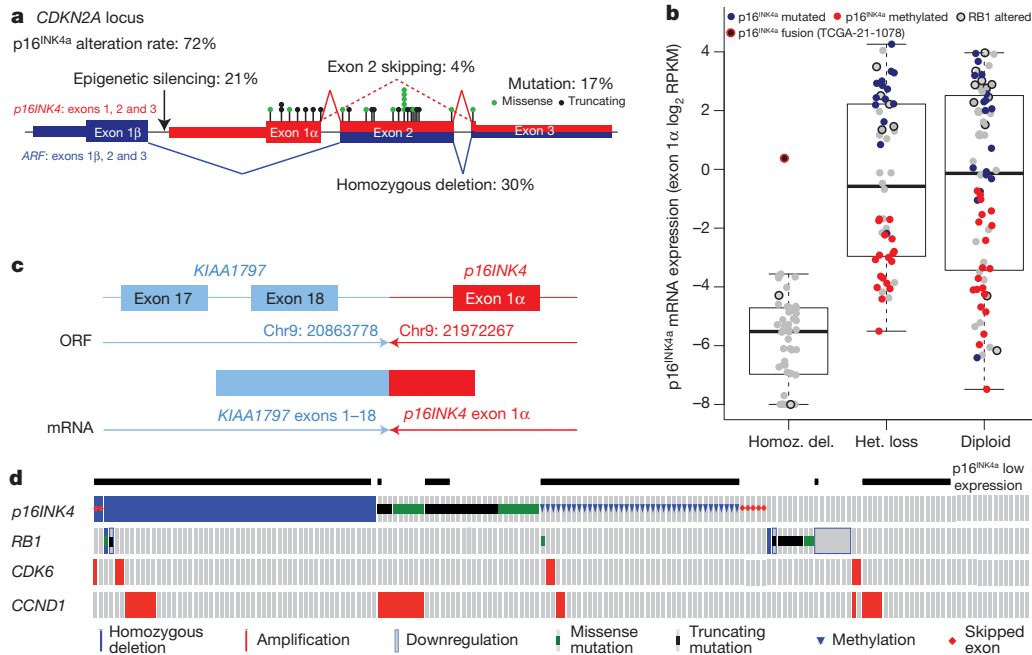 a CDKN2A locus
p16INK4a alteration rate: 72%
Epigenetic silencing: 21%
Exon 2 skipping: 4%
Mutation: 17%
Missense Truncating
p16INK4: exons 1, 2 and 3
Exon 1β
Exon 1α
Exon 2
Exon 3
ARF: exons 1β, 2 and 3
Homozygous deletion: 30%
b
p16INK4a mutated
p16INK4a methylated
RB1 altered
p16INK4a fusion (TCGA-21-1078)
p16INK4a mRNA expression (exon 1α log2 RPKM)
4
2
0
−2
−4
−6
−8
Homoz. del.
Het. loss
Diploid
c
KIAA1797
p16INK4
Exon 17
Exon 18
Exon 1α
Chr9: 20863778
Chr9: 21972267
ORF
KIAA1797 exons 1–18
p16INK4 exon 1α
mRNA
d
p16INK4a low
expression
p16INK4
RB1
CDK6
CCND1
Homozygous
deletion
Amplification
Downregulation
Missense
mutation
Truncating
mutation
Methylation
Skipped
exon